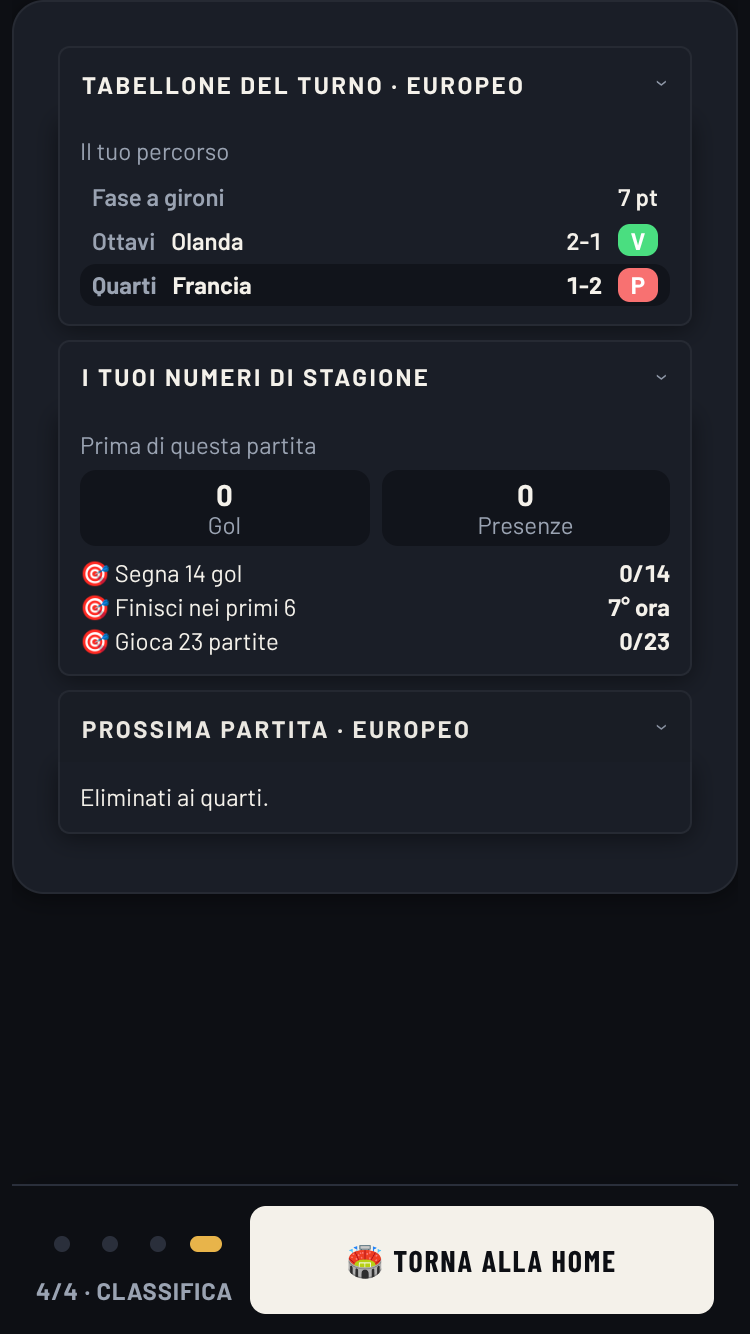 TABELLONE DEL TURNO · EUROPEO
Il tuo percorso
Fase a gironi 7 pt
Ottavi Olanda 2-1 V
Quarti Francia 1-2 P
I TUOI NUMERI DI STAGIONE
Prima di questa partita
0 0
Gol Presenze
🎯 Segna 14 gol 0/14
🎯 Finisci nei primi 6 7° ora
🎯 Gioca 23 partite 0/23
PROSSIMA PARTITA · EUROPEO
Eliminati ai quarti.
🏟️ TORNA ALLA HOME
4/4 · CLASSIFICA